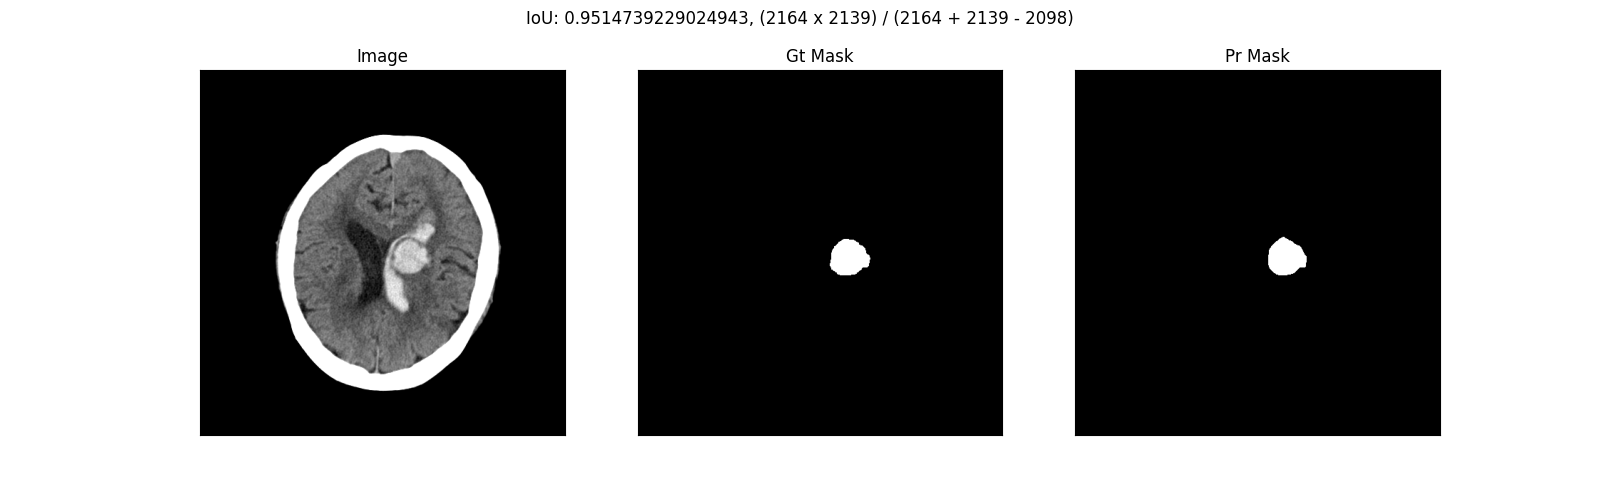 IoU: 0.9514739229024943, (2164 x 2139) / (2164 + 2139 - 2098)
Image
Gt Mask
Pr Mask